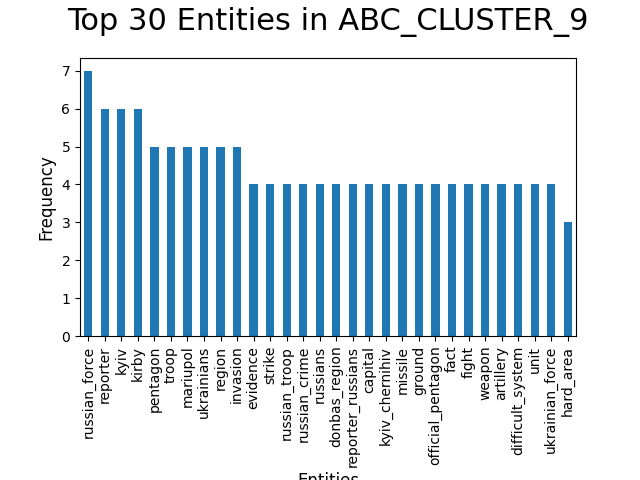 Top 30 Entities in ABC_CLUSTER_9
Frequency
7
6
5
4
3
2
1
0
russian_force
reporter
kyiv
kirby
pentagon
troop
mariupol
ukrainians
region
invasion
evidence
strike
russian_troop
russian_crime
russians
donbas_region
reporter_russians
capital
kyiv_chernihiv
missile
ground
official_pentagon
fact
fight
weapon
artillery
difficult_system
unit
ukrainian_force
hard_area
Entities